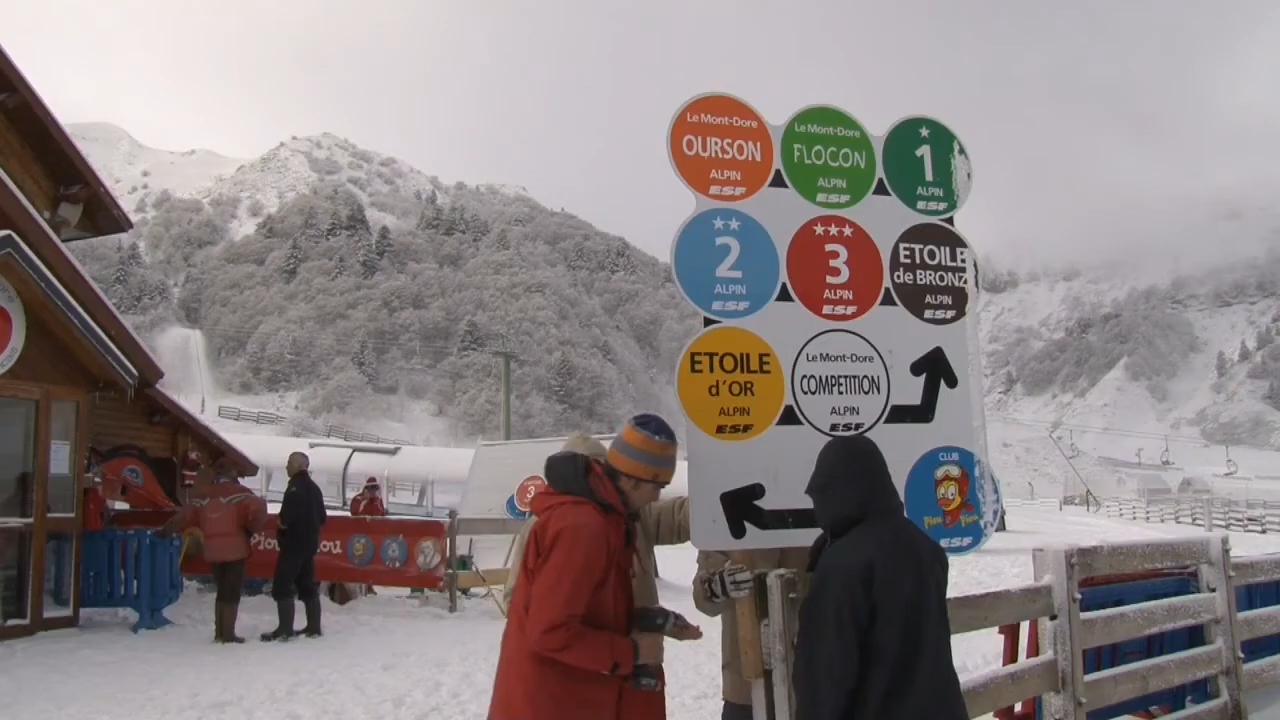 Le Mont-Dore
OURSON
ALPIN
ESF
Le Mont-Dore
FLOCON
ALPIN
ESF
1
ALPIN
ESF
2
ALPIN
ESF
3
ALPIN
ESF
ETOILE
de BRONZ
ALPIN
ESF
ETOILE
d'OR
ALPIN
ESF
Le Mont-Dore
COMPETITION
ALPIN
ESF
CLUB
Piou Piou
ESF
3